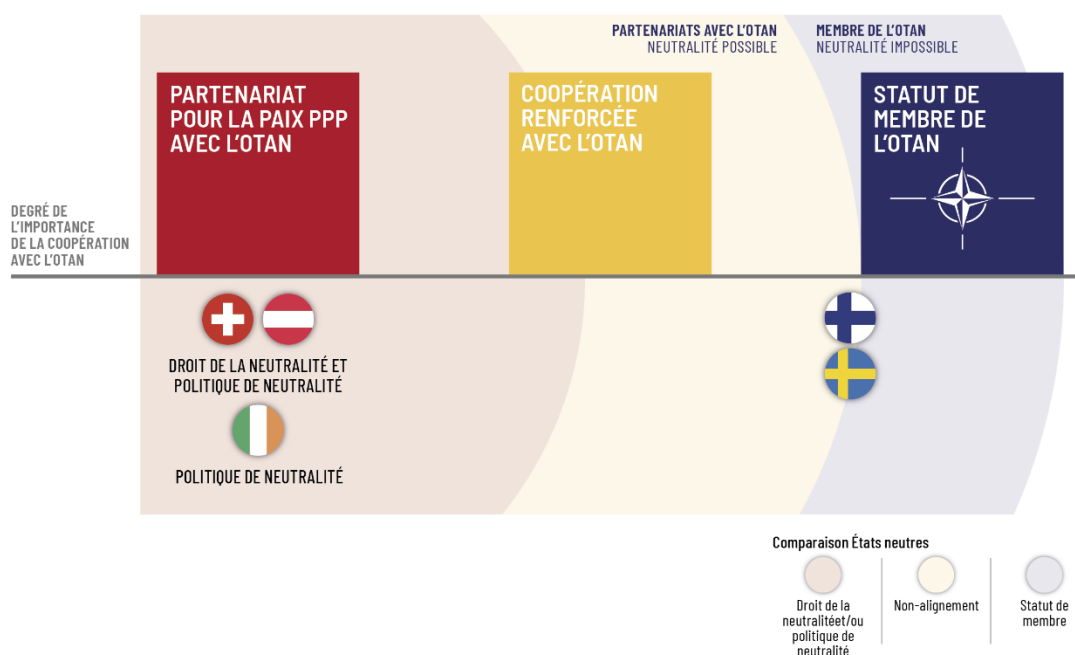 PARTENARIATS AVEC L'OTAN
NEUTRALITÉ POSSIBLE
MEMBRE DE L'OTAN
NEUTRALITÉ IMPOSSIBLE
PARTENARIAT
POUR LA PAIX PPP
AVEC L'OTAN
COOPÉRATION
RENFORCÉE
AVEC L'OTAN
STATUT DE
MEMBRE DE
L'OTAN
DEGRÉ DE
L'IMPORTANCE
DE LA COOPÉRATION
AVEC L'OTAN
DROIT DE LA NEUTRALITÉ ET
POLITIQUE DE NEUTRALITÉ
POLITIQUE DE NEUTRALITÉ
Comparaison États neutres
Droit de la
neutralitéet/ou
politique de
neutralité
Non-alignement
Statut de
membre